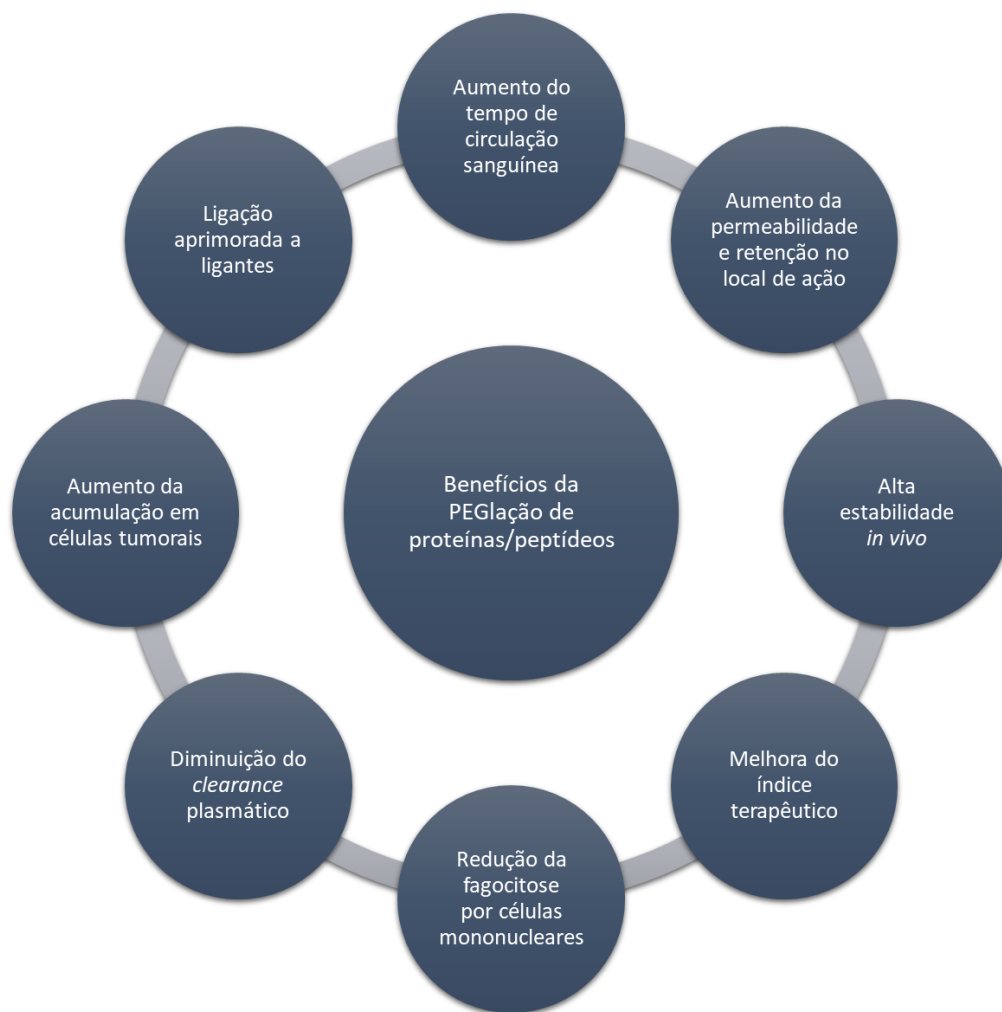 Aumento do
tempo de
circulação
sanguínea
Aumento da
permeabilidade
e retenção no
local de ação
Alta
estabilidade
in vivo
Melhora do
índice
terapêutico
Redução da
fagocitose
por células
mononucleares
Diminuição do
clearance
plasmático
Aumento da
acumulação em
células tumorais
Ligação
aprimorada a
ligantes
Benefícios da
PEGlação de
proteínas/peptídeos